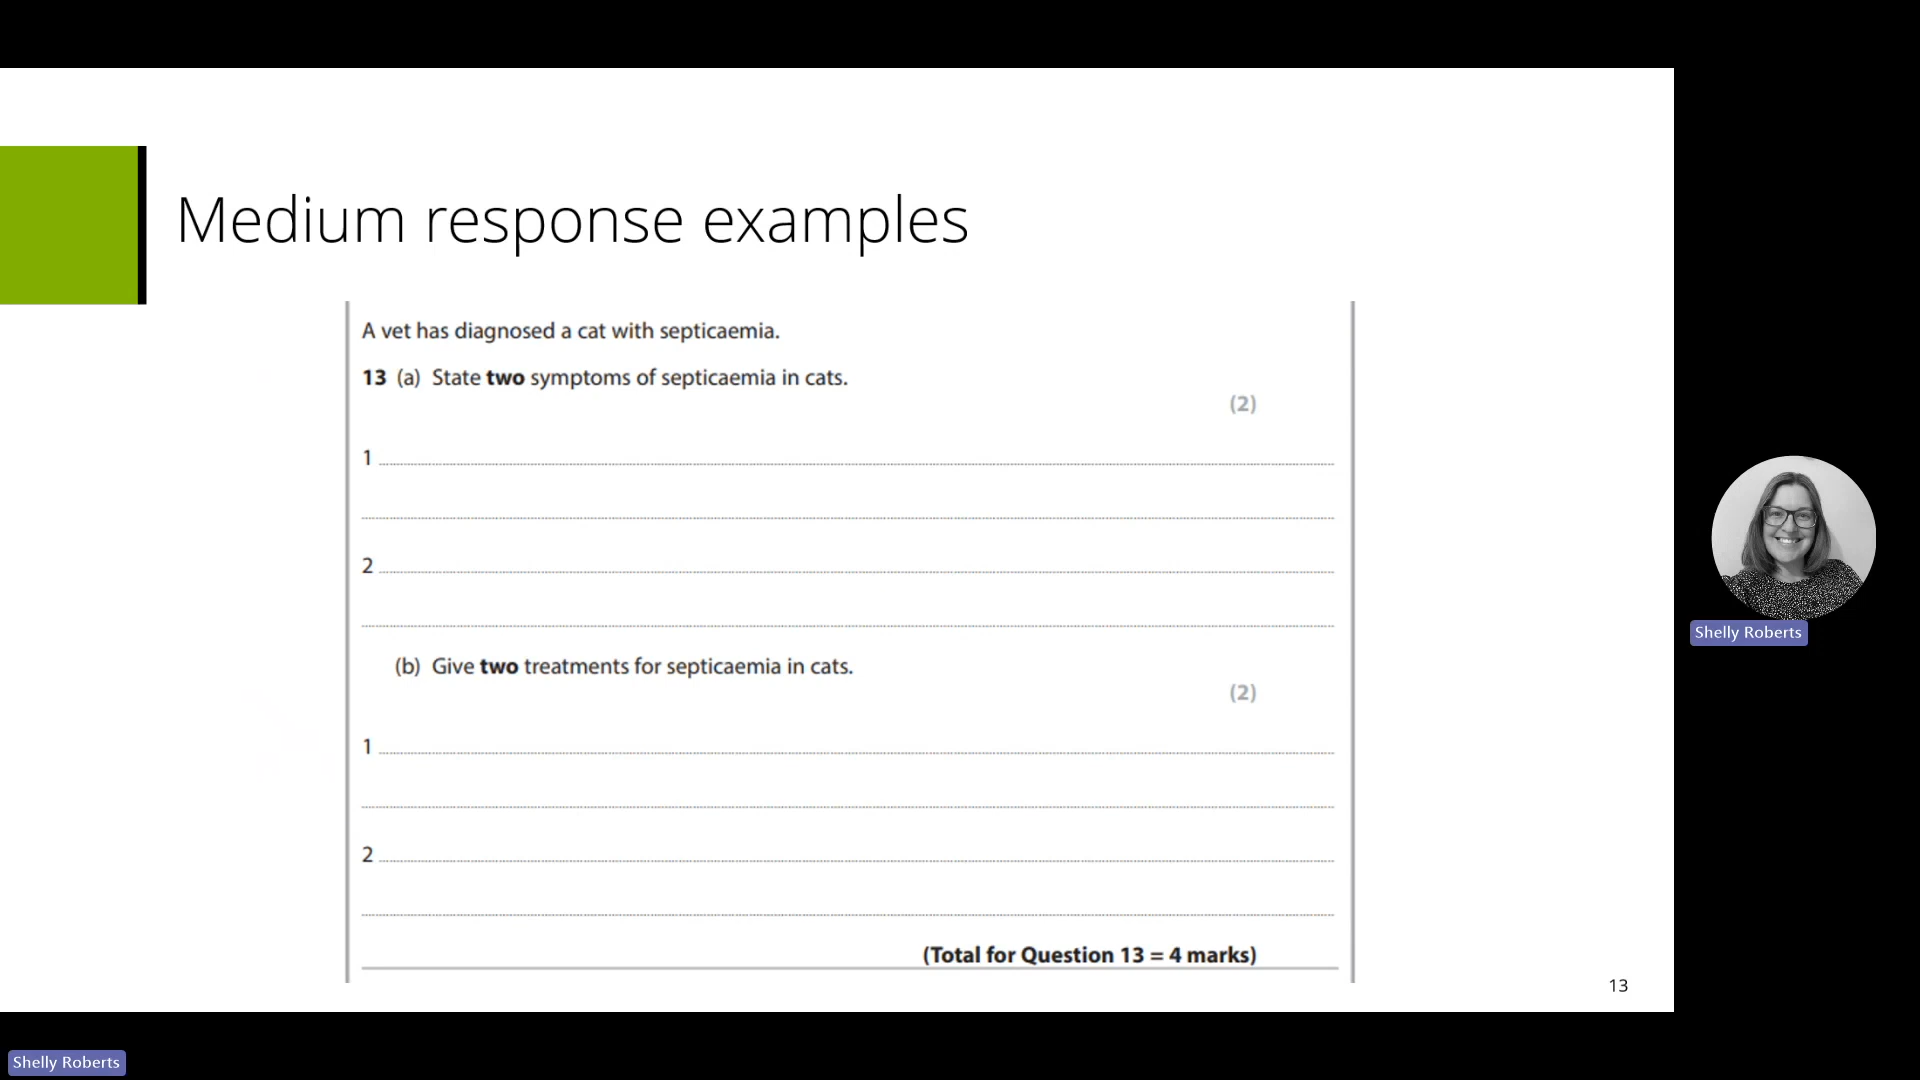 Medium response examples
A vet has diagnosed a cat with septicaemia.
13 (a) State two symptoms of septicaemia in cats.
(2)
1
2
(b) Give two treatments for septicaemia in cats.
(2)
1
2
(Total for Question 13 = 4 marks)
13
Shelly Roberts
Shelly Roberts